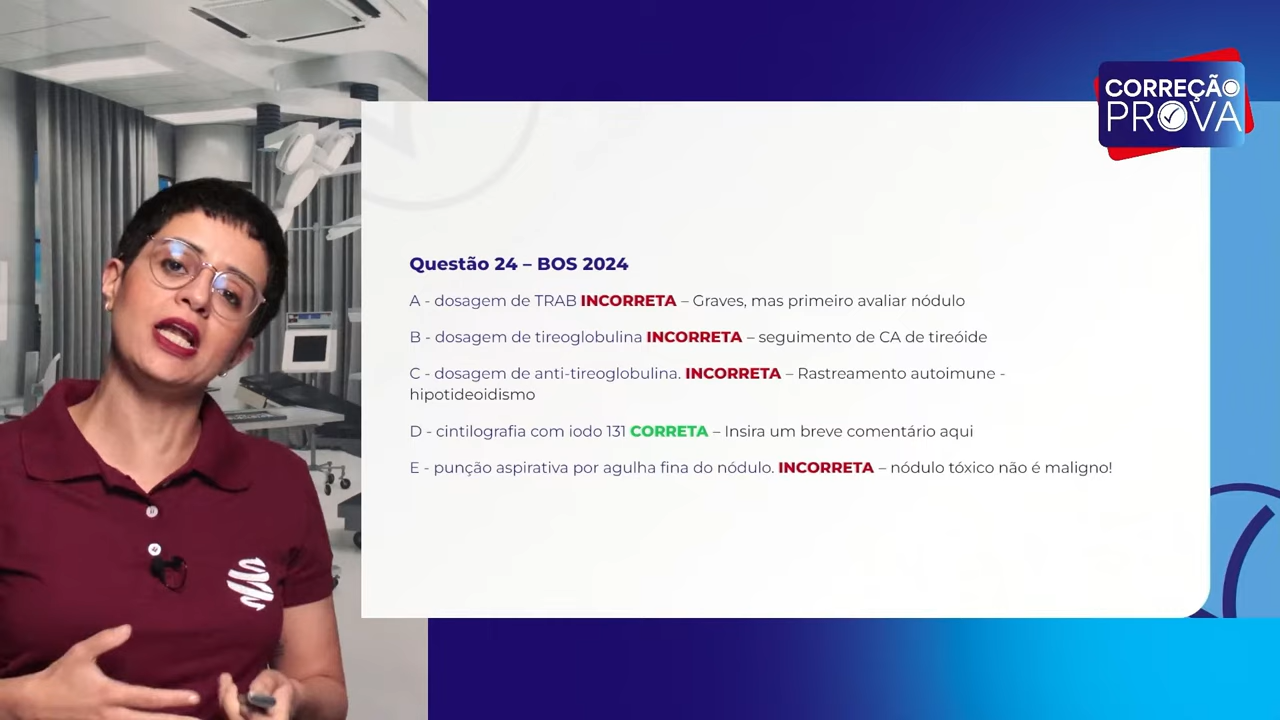 CORREÇÃO
PROVA
Questão 24 – BOS 2024
A - dosagem de TRAB INCORRETA – Graves, mas primeiro avaliar nódulo
B - dosagem de tireoglobulina INCORRETA – seguimento de CA de tireóide
C - dosagem de anti-tireoglobulina. INCORRETA – Rastreamento autoimune -
hipotideoidismo
D - cintilografia com iodo 131 CORRETA – Insira um breve comentário aqui
E - punção aspirativa por agulha fina do nódulo. INCORRETA – nódulo tóxico não é maligno!